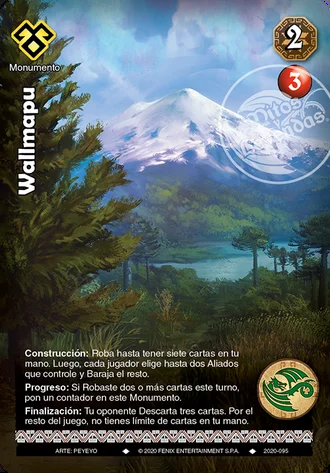 2
3
Monumento
Mitos y Leyendas
Wallmapu
Construcción: Roba hasta tener siete cartas en tu
mano. Luego, cada jugador elige hasta dos Aliados
que controle y Baraja el resto.
Progreso: Si Robaste dos o más cartas este turno,
pon un contador en este Monumento.
Finalización: Tu oponente Descarta tres cartas. Por el
resto del juego, no tienes límite de cartas en tu mano.
ARTE: PEYEYO ◆ © 2020 FENIX ENTERTAINMENT S.P.A. ◆ 2020-095